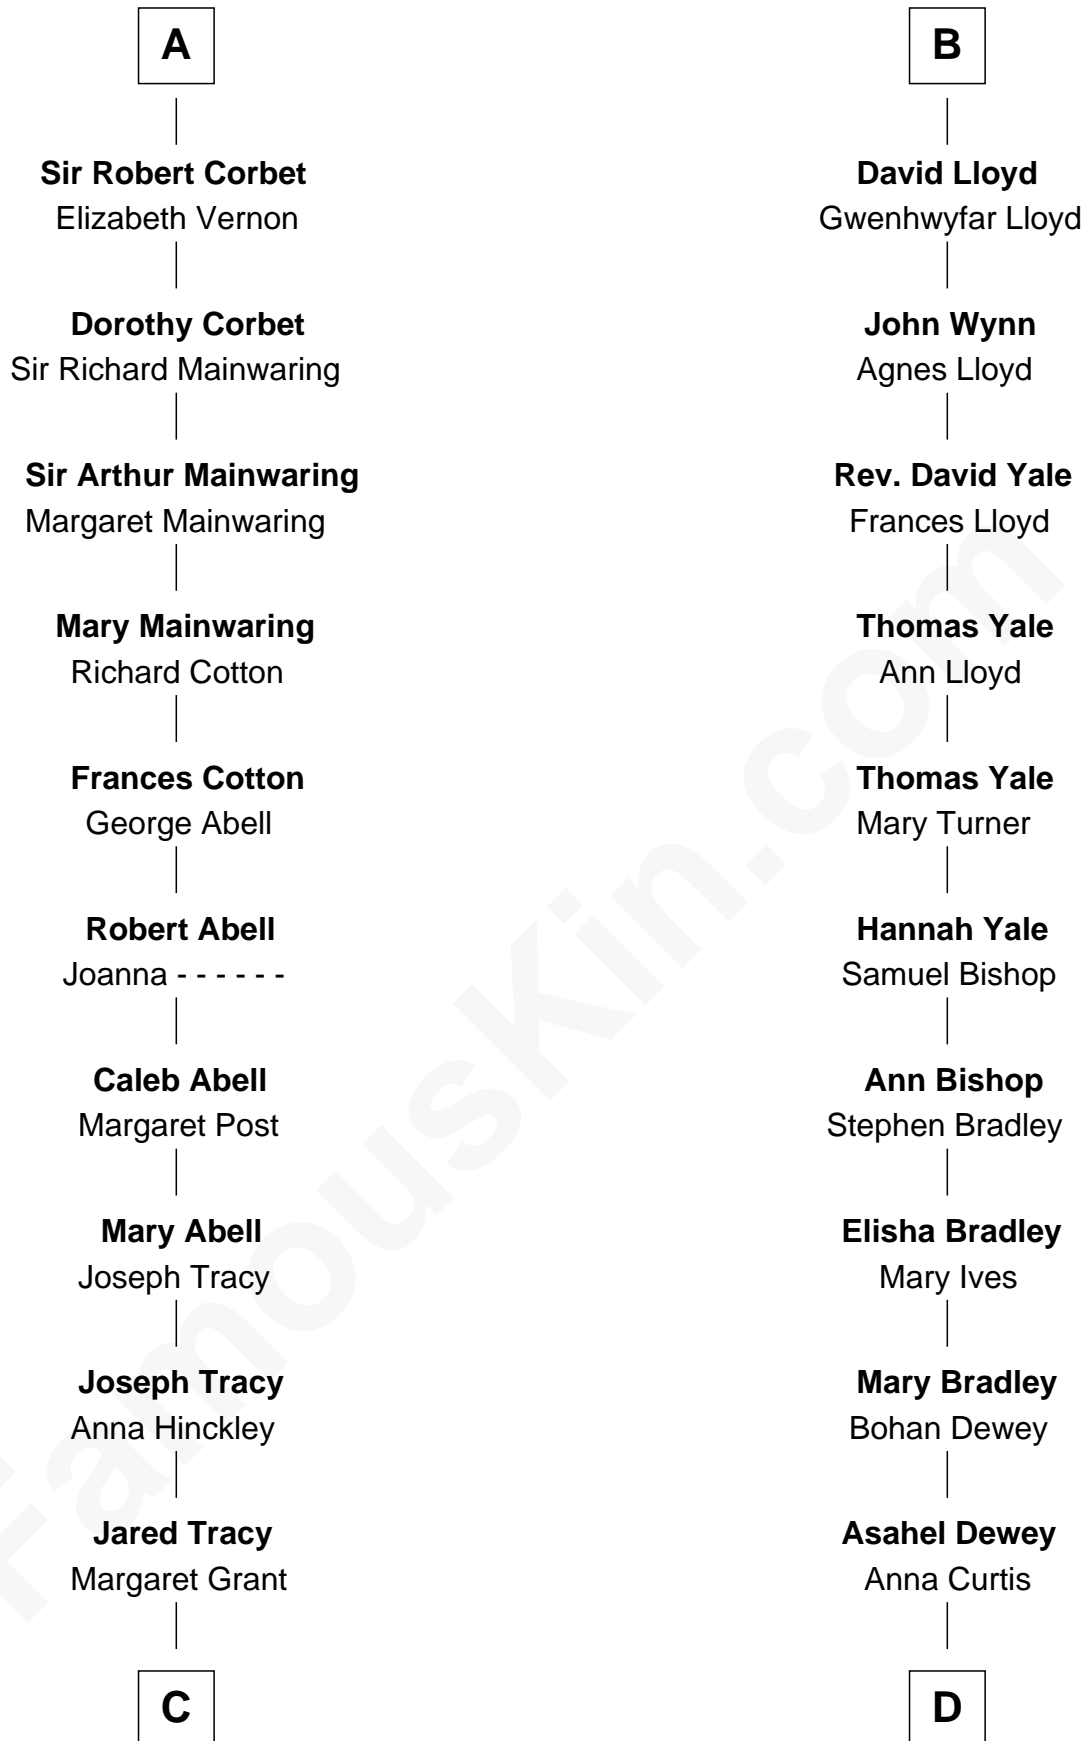 A
Sir Robert Corbet
Elizabeth Vernon
Dorothy Corbet
Sir Richard Mainwaring
Sir Arthur Mainwaring
Margaret Mainwaring
Mary Mainwaring
Richard Cotton
Frances Cotton
George Abell
Robert Abell
Joanna - - - - - -
Caleb Abell
Margaret Post
Mary Abell
Joseph Tracy
Joseph Tracy
Anna Hinckley
Jared Tracy
Margaret Grant
C
B
David Lloyd
Gwenhwyfar Lloyd
John Wynn
Agnes Lloyd
Rev. David Yale
Frances Lloyd
Thomas Yale
Ann Lloyd
Thomas Yale
Mary Turner
Hannah Yale
Samuel Bishop
Ann Bishop
Stephen Bradley
Elisha Bradley
Mary Ives
Mary Bradley
Bohan Dewey
Asahel Dewey
Anna Curtis
D
FamousKin.com